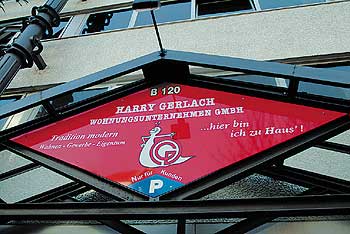 B 120
HARRY GERLACH
WOHNUNGSUNTERNEHMEN GMBH
Tradition modern
Wohnen · Gewerbe · Eigentum
...hier bin
ich zu Haus'!
G
Nur für Kunden
P